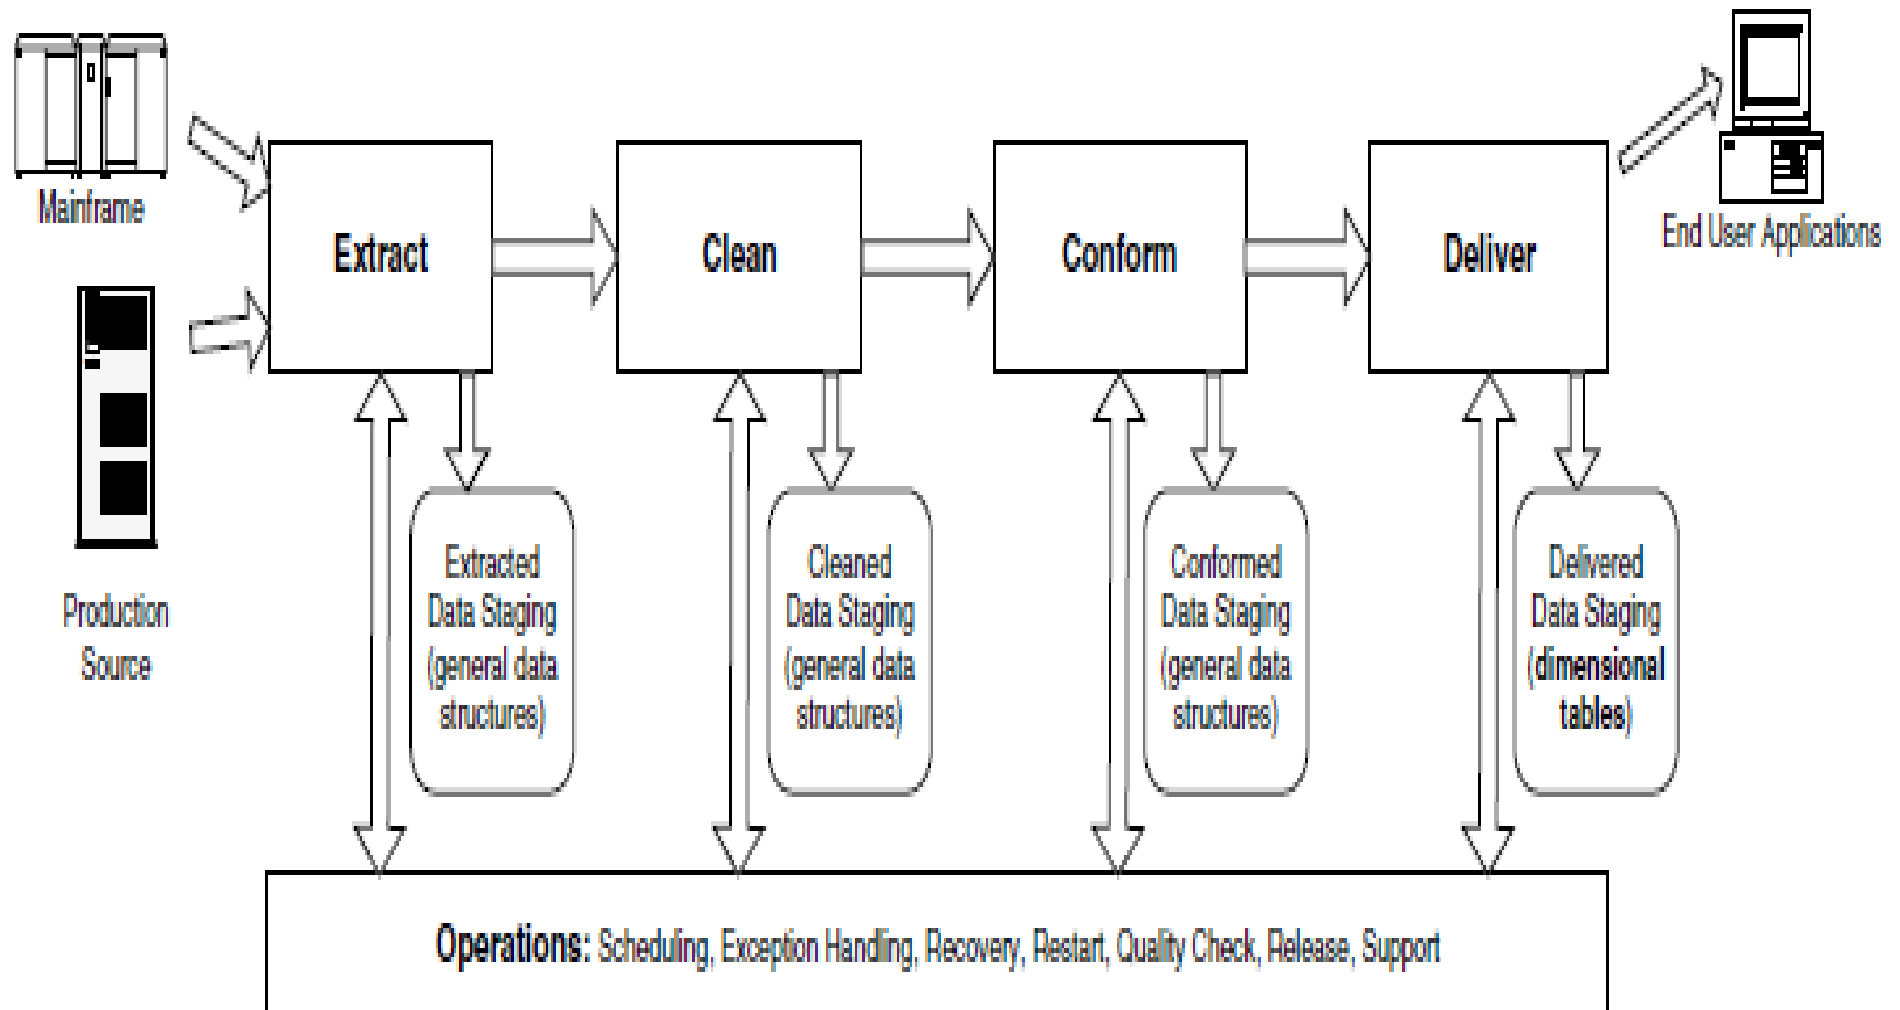 Mainframe
End User Applications
Extract
Clean
Conform
Deliver
Production
Source
Extracted
Data Staging
(general data
structures)
Cleaned
Data Staging
(general data
structures)
Conformed
Data Staging
(general data
structures)
Delivered
Data Staging
(dimensional
tables)
Operations: Scheduling, Exception Handling, Recovery, Restart, Quality Check, Release, Support